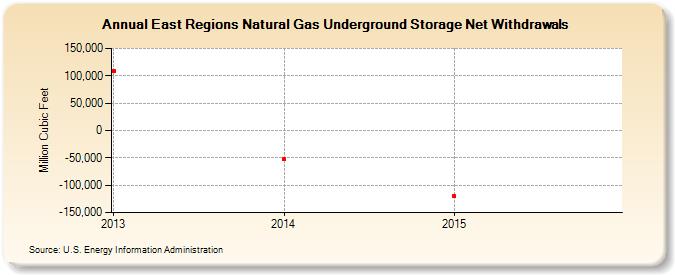 Annual East Regions Natural Gas Underground Storage Net Withdrawals
Million Cubic Feet
150,000
100,000
50,000
0
-50,000
-100,000
-150,000
2013 2014 2015
Source: U.S. Energy Information Administration